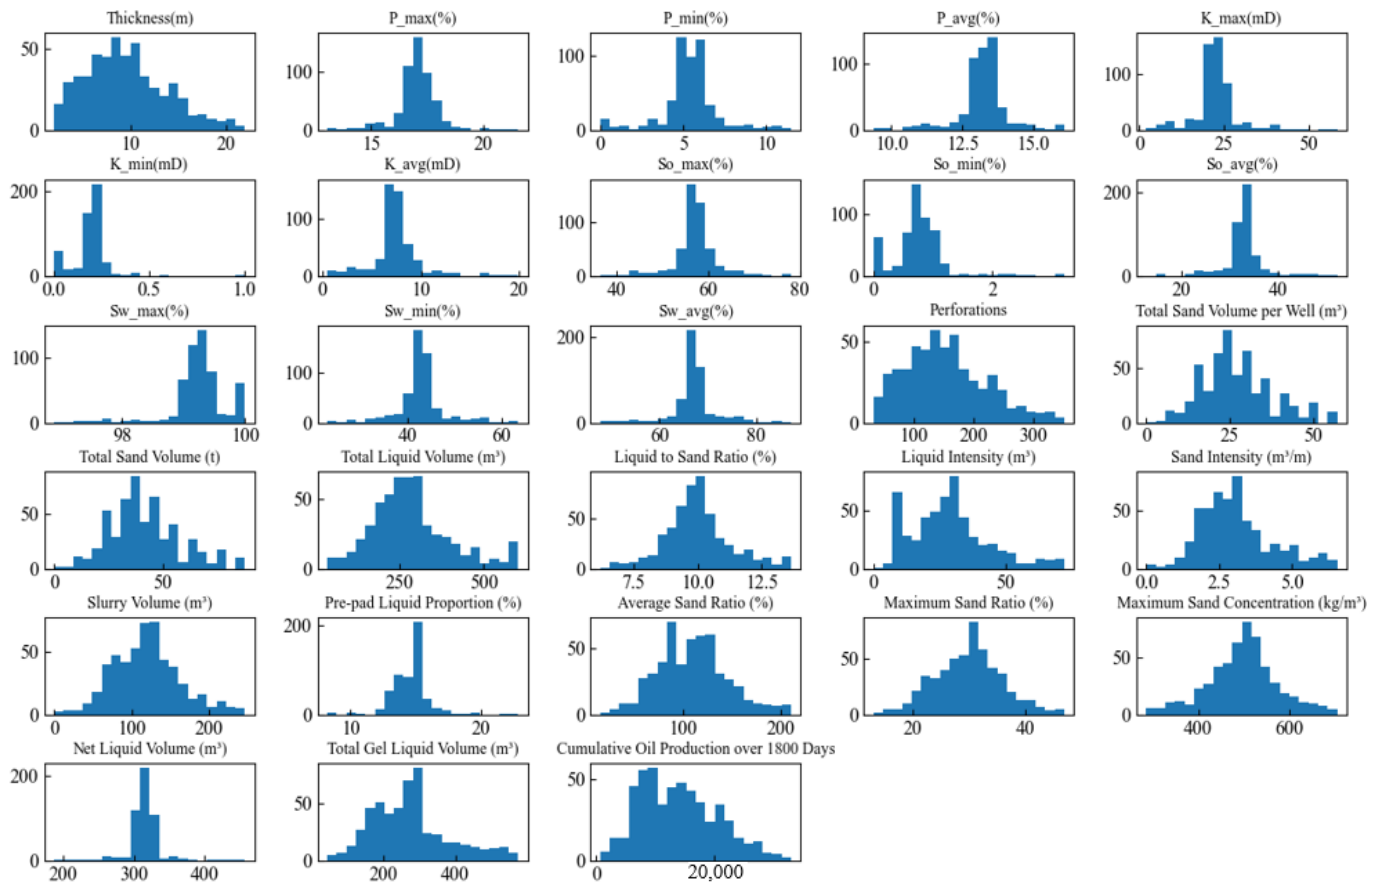 Thickness(m) P_max(%) P_min(%) P_avg(%) K_max(mD)
50 100 100 100 100
0 0 0 0 0
10 20 15 20 0 5 10 10.0 12.5 15.0 0 25 50
K_min(mD) K_avg(mD) So_max(%) So_min(%) So_avg(%)
200 100 100 100 200
0 0 0 0 0
0.0 0.5 1.0 0 10 20 40 60 80 0 2 20 40
Sw_max(%) Sw_min(%) Sw_avg(%) Perforations Total Sand Volume per Well (m³)
100 100 200 50 50
0 0 0 0 0
98 100 40 60 60 80 100 200 300 0 25 50
Total Sand Volume (t) Total Liquid Volume (m³) Liquid to Sand Ratio (%) Liquid Intensity (m³) Sand Intensity (m³/m)
50 50 50 50 50
0 0 0 0 0
0 50 250 500 7.5 10.0 12.5 0 50 0.0 2.5 5.0
Slurry Volume (m³) Pre-pad Liquid Proportion (%) Average Sand Ratio (%) Maximum Sand Ratio (%) Maximum Sand Concentration (kg/m³)
50 200 50 50 50
0 0 0 0 0
0 100 200 10 20 100 200 20 40 400 600
Net Liquid Volume (m³) Total Gel Liquid Volume (m³) Cumulative Oil Production over 1800 Days
200 50 50
0 0 0
200 300 400 200 400 0 20,000